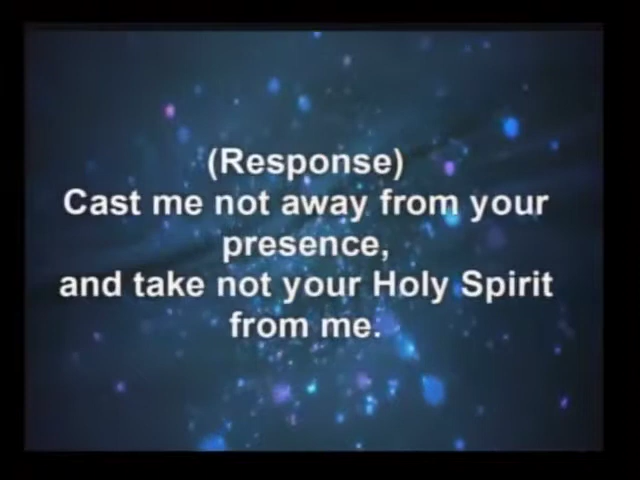 (Response)
Cast me not away from your
presence,
and take not your Holy Spirit
from me.